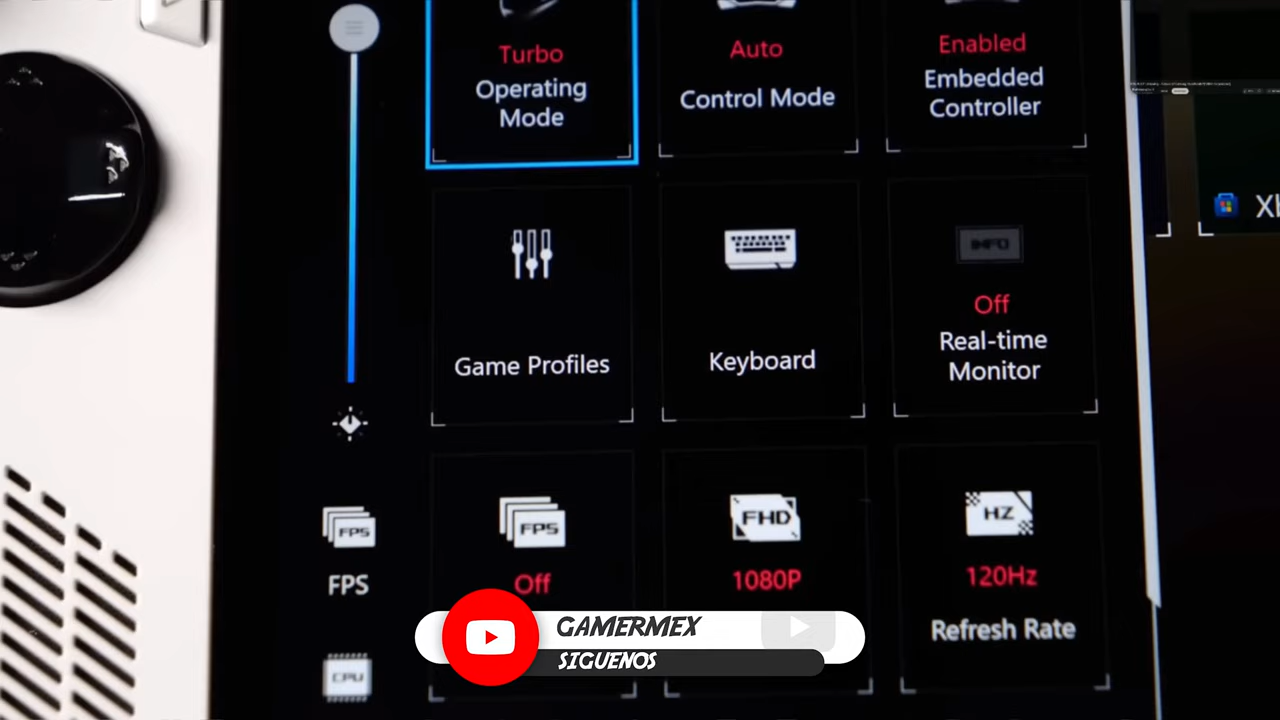 Turbo
Operating
Mode
Auto
Control Mode
Enabled
Embedded
Controller
Game Profiles
Keyboard
INFO
Off
Real-time
Monitor
FPS
FPS
CPU
FPS
Off
FHD
1080P
HZ
120Hz
Refresh Rate
GAMERMEX
SIGUENOS